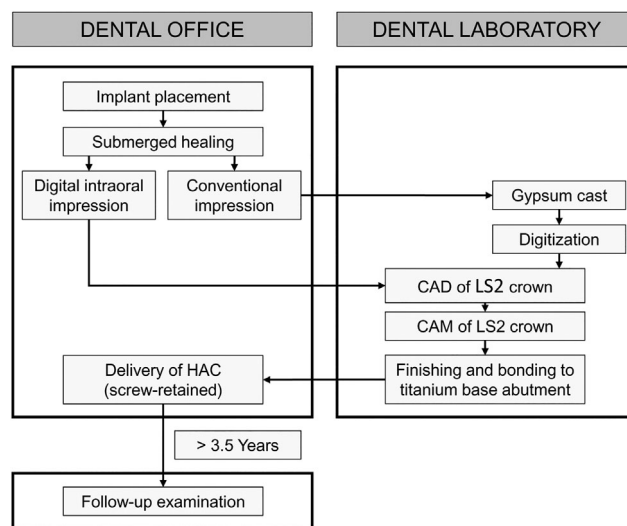 DENTAL OFFICE
DENTAL LABORATORY
Implant placement
Submerged healing
Digital intraoral
impression
Conventional
impression
Gypsum cast
Digitization
CAD of LS2 crown
CAM of LS2 crown
Finishing and bonding to
titanium base abutment
Delivery of HAC
(screw-retained)
> 3.5 Years
Follow-up examination